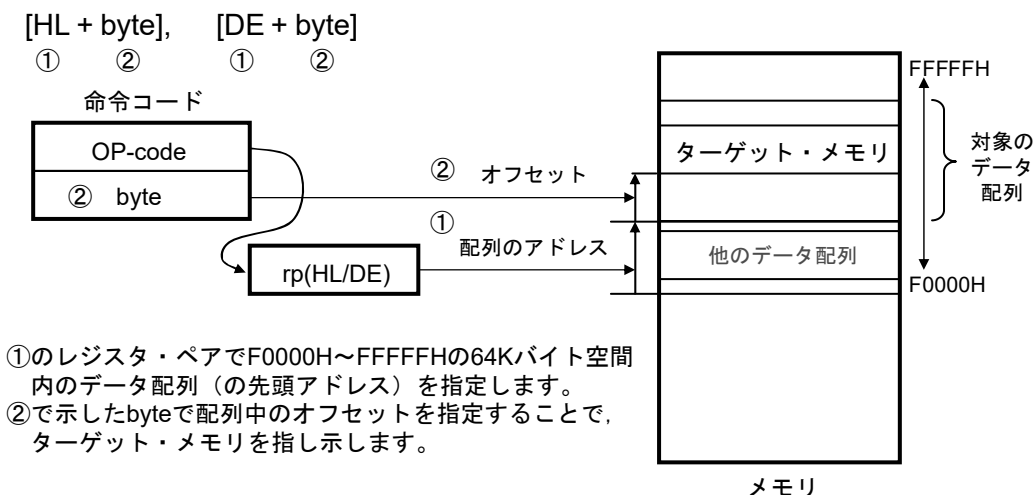 [HL + byte], [DE + byte]
① ② ① ②
命令コード
OP-code
② byte
rp(HL/DE)
② オフセット
①
配列のアドレス
ターゲット・メモリ
他のデータ配列
FFFFFH
対象の
データ
配列
F0000H
①のレジスタ・ペアでF0000H～FFFFFHの64Kバイト空間
内のデータ配列（の先頭アドレス）を指定します。
②で示したbyteで配列中のオフセットを指定することで,
ターゲット・メモリを指し示します。
メモリ